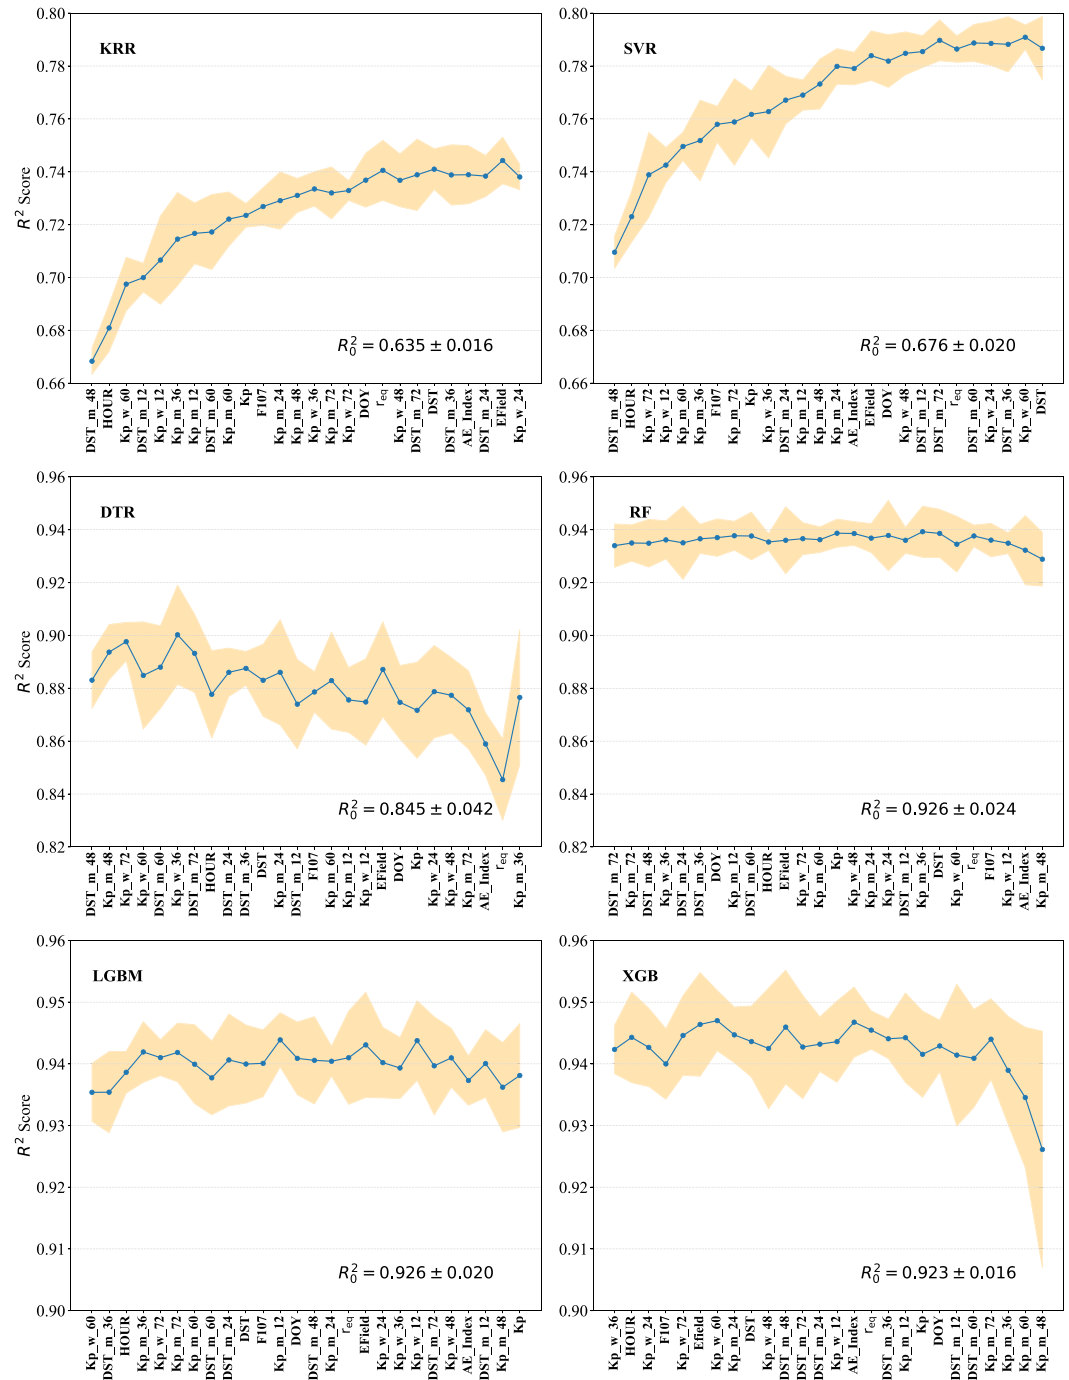 KRR
R² Score
0.80
0.78
0.76
0.74
0.72
0.70
0.68
0.66
R₀² = 0.635 ± 0.016
DST_m_48
HOUR
Kp_w_60
DST_m_12
Kp_w_12
Kp_m_36
Kp_m_12
DST_m_60
Kp_m_60
Kp
F107
Kp_m_24
Kp_m_48
Kp_w_36
Kp_m_72
Kp_w_72
DOY
r_eq
Kp_w_48
DST_m_72
DST
DST_m_36
AE_Index
DST_m_24
EField
Kp_w_24
SVR
0.80
0.78
0.76
0.74
0.72
0.70
0.68
0.66
R₀² = 0.676 ± 0.020
DST_m_48
HOUR
Kp_w_72
Kp_w_12
Kp_m_60
Kp_m_36
F107
Kp_m_72
Kp
Kp_w_36
DST_m_24
Kp_m_12
Kp_m_48
Kp_m_24
AE_Index
EField
DOY
Kp_w_48
DST_m_12
DST_m_72
r_eq
DST_m_60
Kp_w_24
DST_m_36
Kp_w_60
DST
DTR
R² Score
0.96
0.94
0.92
0.90
0.88
0.86
0.84
0.82
R₀² = 0.845 ± 0.042
DST_m_48
Kp_m_48
Kp_w_72
Kp_w_60
DST_m_60
Kp_w_36
DST_m_72
HOUR
DST_m_24
DST_m_36
DST
Kp_m_24
DST_m_12
F107
Kp_m_60
Kp_m_12
Kp_w_12
EField
DOY
Kp
Kp_w_24
Kp_w_48
Kp_m_72
AE_Index
r_eq
Kp_m_36
RF
0.96
0.94
0.92
0.90
0.88
0.86
0.84
0.82
R₀² = 0.926 ± 0.024
DST_m_72
Kp_m_72
DST_m_48
Kp_w_36
DST_m_24
DST_m_36
DOY
Kp_m_12
DST_m_60
HOUR
EField
Kp_w_72
Kp_m_60
Kp
Kp_w_48
Kp_m_24
Kp_w_24
DST_m_12
Kp_m_36
DST
Kp_w_60
r_eq
F107
Kp_w_12
AE_Index
Kp_m_48
LGBM
R² Score
0.96
0.95
0.94
0.93
0.92
0.91
0.90
R₀² = 0.926 ± 0.020
Kp_w_60
DST_m_36
HOUR
Kp_m_36
Kp_w_72
Kp_m_72
Kp_m_60
DST_m_60
DST_m_24
DST
F107
Kp_m_12
DOY
DST_m_48
Kp_m_24
r_eq
EField
Kp_w_24
Kp_w_36
Kp_w_12
DST_m_72
Kp_w_48
AE_Index
DST_m_12
Kp_m_48
Kp
XGB
0.96
0.95
0.94
0.93
0.92
0.91
0.90
R₀² = 0.923 ± 0.016
Kp_w_36
HOUR
Kp_w_24
F107
Kp_w_72
Efield
Kp_w_60
Kp_m_24
DST
Kp_w_48
DST_m_48
DST_m_72
DST_m_24
Kp_w_12
AE_Index
r_eq
DST_m_36
Kp_m_12
Kp
DOY
DST_m_12
DST_m_60
Kp_m_72
Kp_m_36
Kp_m_60
Kp_m_48